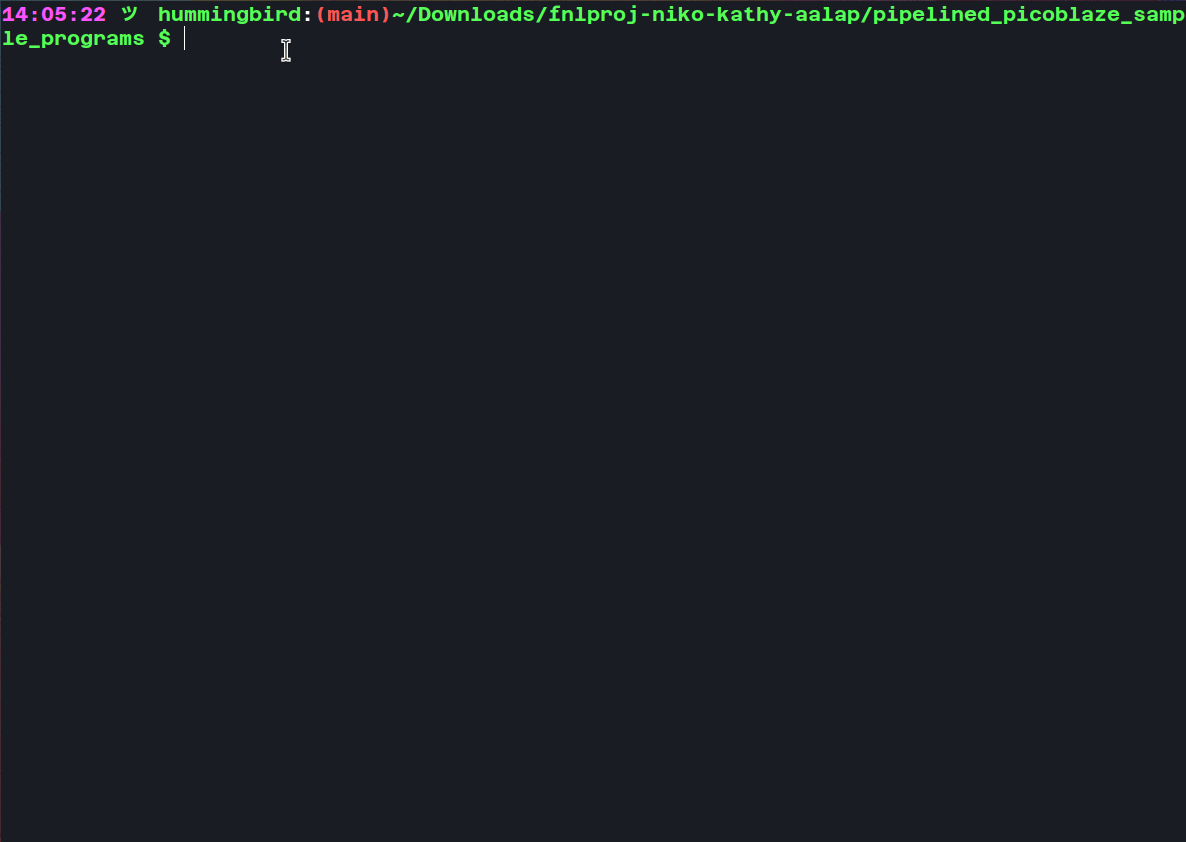 14:05:22 ツ hummingbird:(main)~/Downloads/fnlproj-niko-kathy-aalap/pipelined_picoblaze_samp
le_programs $